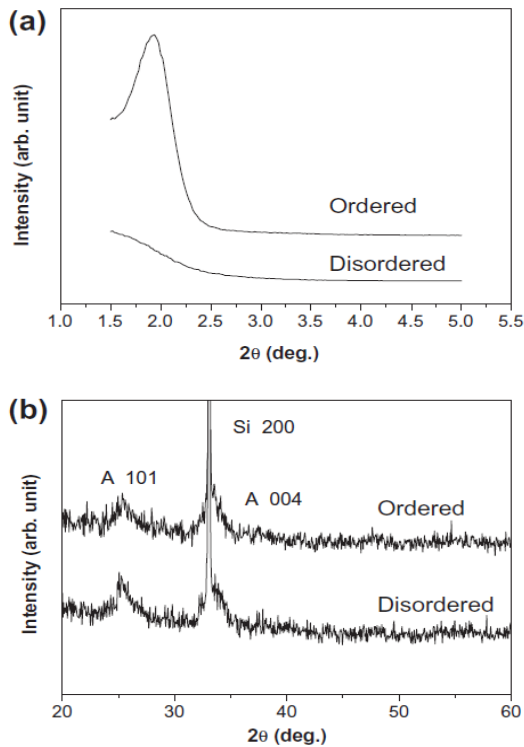 (a)
Intensity (arb. unit)
Ordered
Disordered
1.0 1.5 2.0 2.5 3.0 3.5 4.0 4.5 5.0 5.5
2θ (deg.)
(b)
Intensity (arb. unit)
Si 200
A 101
A 004
Ordered
Disordered
20 30 40 50 60
2θ (deg.)